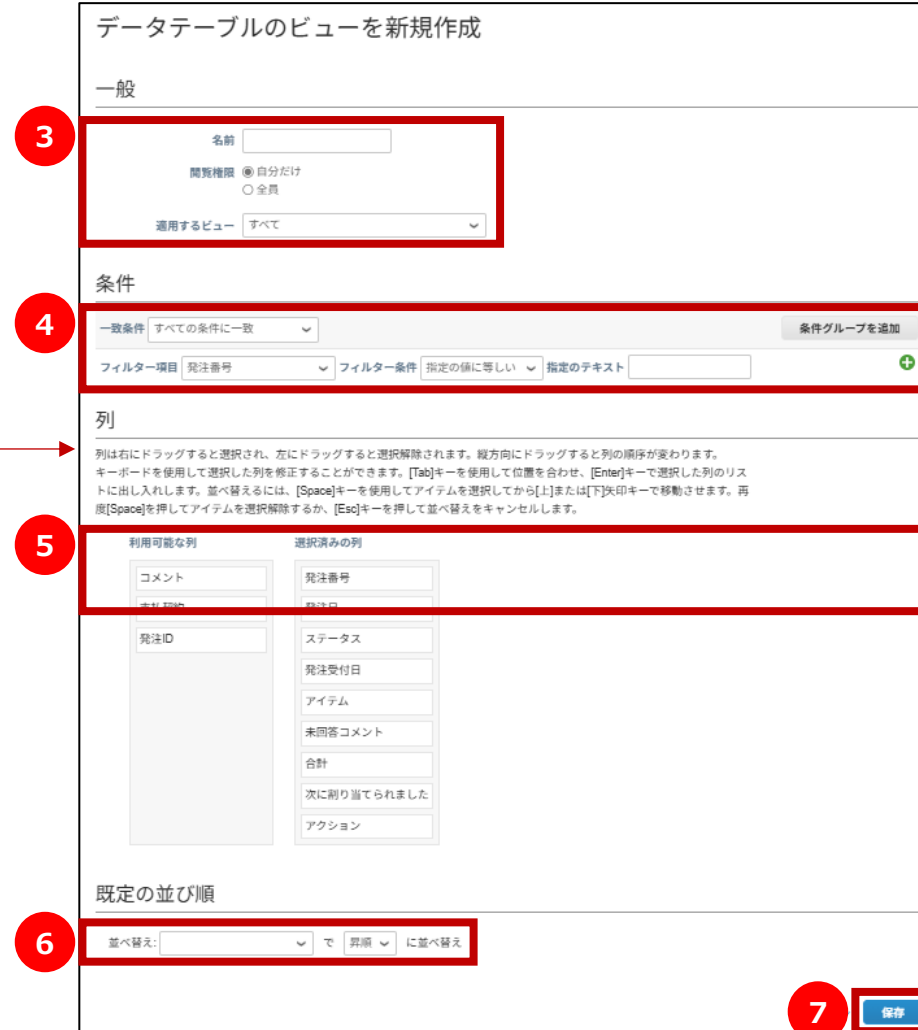 データテーブルのビューを新規作成
一般
3
名前
閲覧権限 自分だけ
全員
適用するビュー すべて
条件
4
一致条件 すべての条件に一致 条件グループを追加
フィルター項目 発注番号 フィルター条件 指定の値に等しい 指定のテキスト
列
列は右にドラッグすると選択され、左にドラッグすると選択解除されます。縦方向にドラッグすると列の順序が変わります。
キーボードを使用して選択した列を修正することができます。[Tab]キーを使用して位置を合わせ、[Enter]キーで選択した列のリス
トに出し入れします。並べ替えるには、[Space]キーを使用してアイテムを選択してから[上]または[下]矢印キーで移動させます。再
度[Space]を押してアイテムを選択解除するか、[Esc]キーを押して並べ替えをキャンセルします。
5
利用可能な列 選択済みの列
コメント 発注番号
支払契約 発注日
発注ID ステータス
発注受付日
アイテム
未回答コメント
合計
次に割り当てられました
アクション
既定の並び順
6
並べ替え: で 昇順 に並べ替え
7 保存